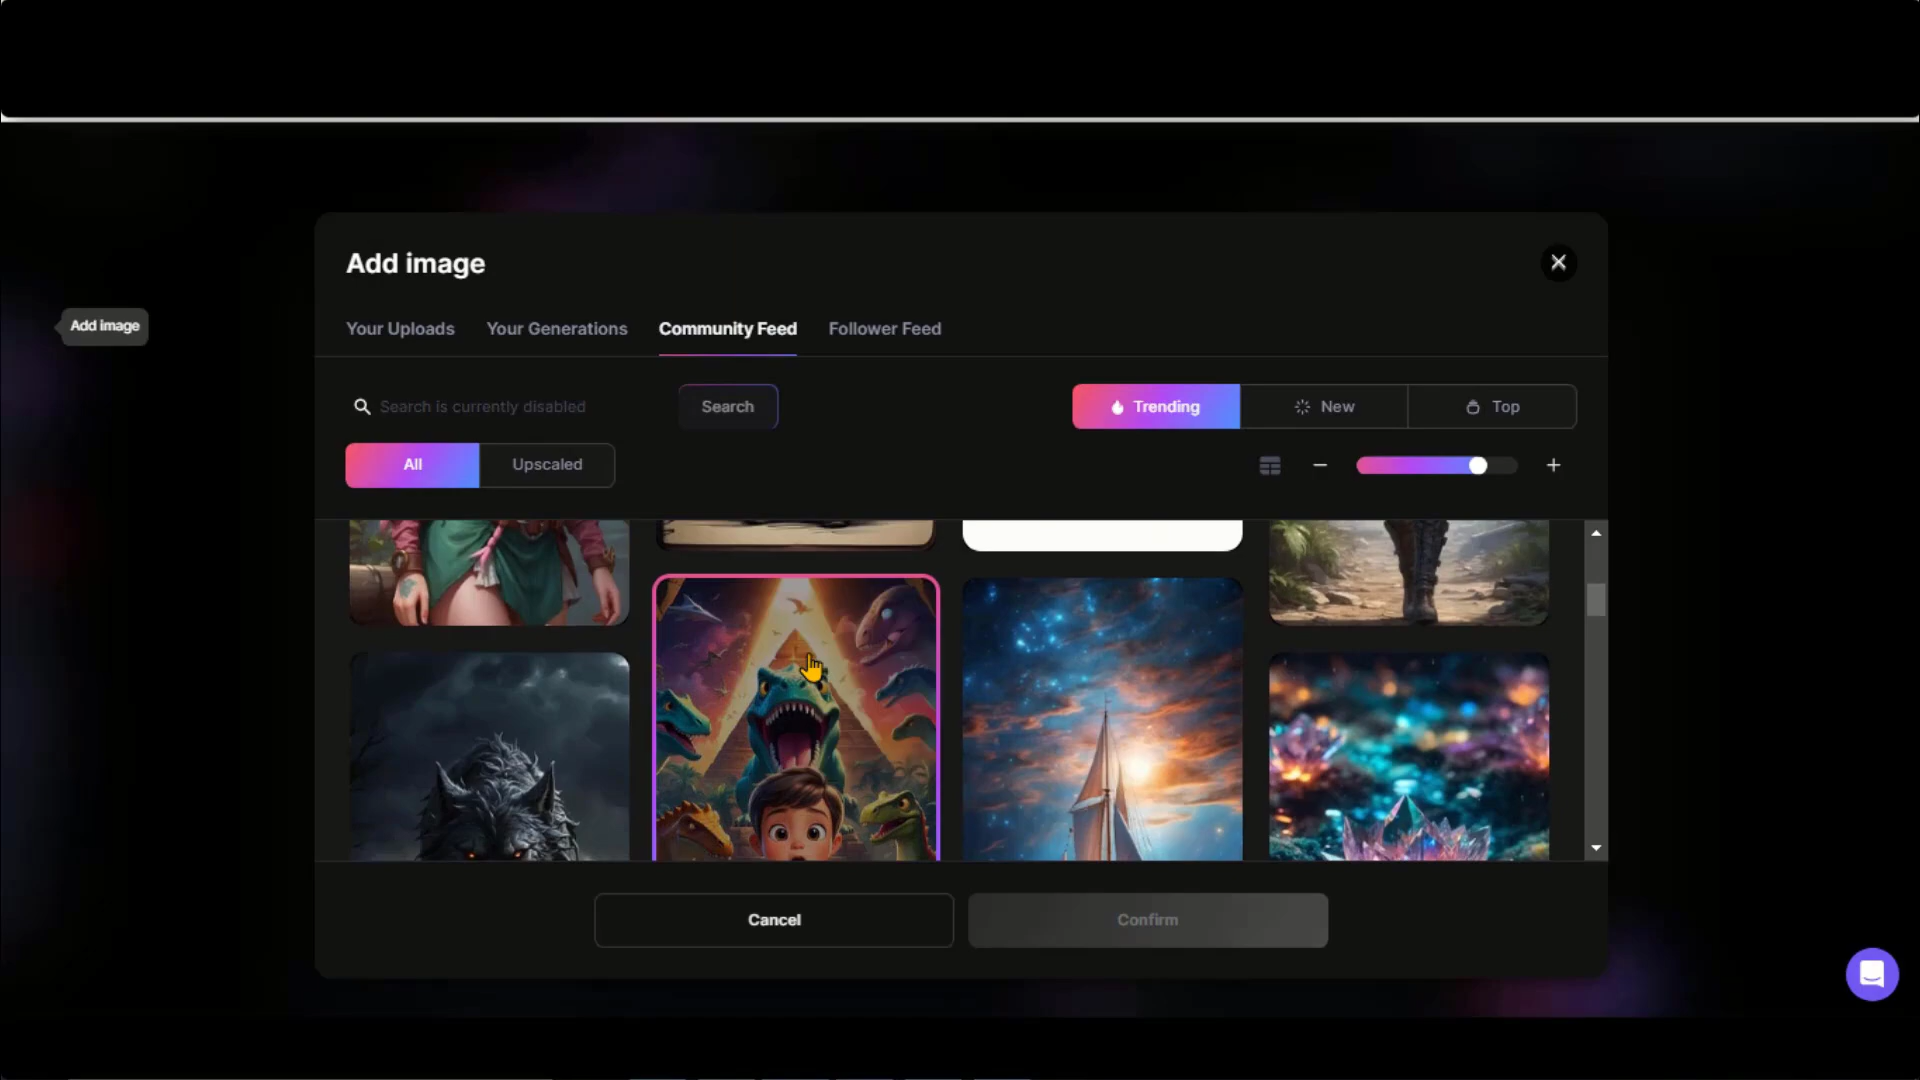 Add image
Add image
Your Uploads Your Generations Community Feed Follower Feed
Search is currently disabled Search Trending New Top
All Upscaled
Cancel Confirm